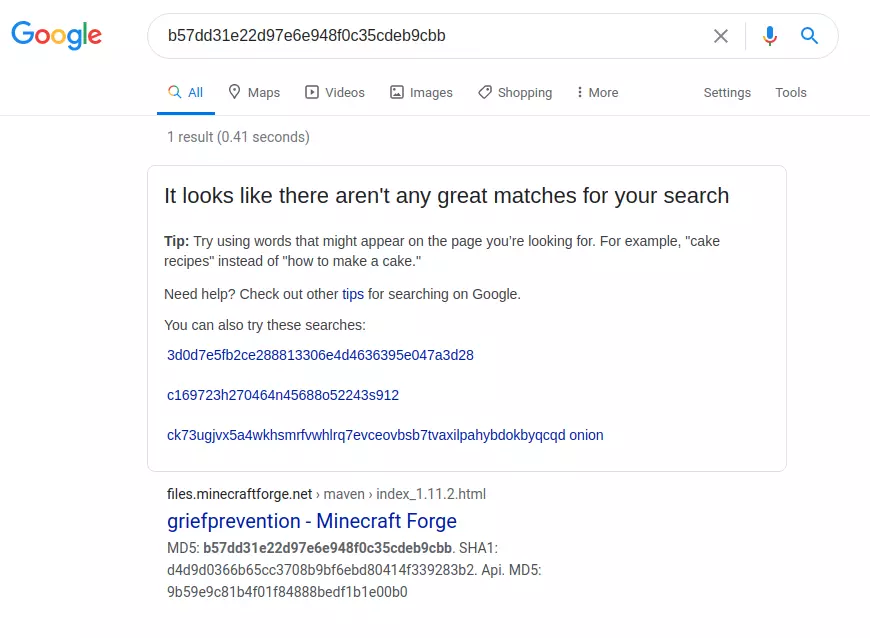 Google
b57dd31e22d97e6e948f0c35cdeb9cbb
All Maps Videos Images Shopping More Settings Tools
1 result (0.41 seconds)
It looks like there aren't any great matches for your search
Tip: Try using words that might appear on the page you're looking for. For example, "cake
recipes" instead of "how to make a cake."
Need help? Check out other tips for searching on Google.
You can also try these searches:
3d0d7e5fb2ce288813306e4d4636395e047a3d28
c169723h270464n45688o52243s912
ck73ugjvx5a4wkhsmrfvwhlrq7evceovbsb7tvaxilpahybdokbyqcqd onion
files.minecraftforge.net › maven › index_1.11.2.html
griefprevention - Minecraft Forge
MD5: b57dd31e22d97e6e948f0c35cdeb9cbb. SHA1:
d4d9d0366b65cc3708b9bf6ebd80414f339283b2. Api. MD5:
9b59e9c81b4f01f84888bedf1b1e00b0